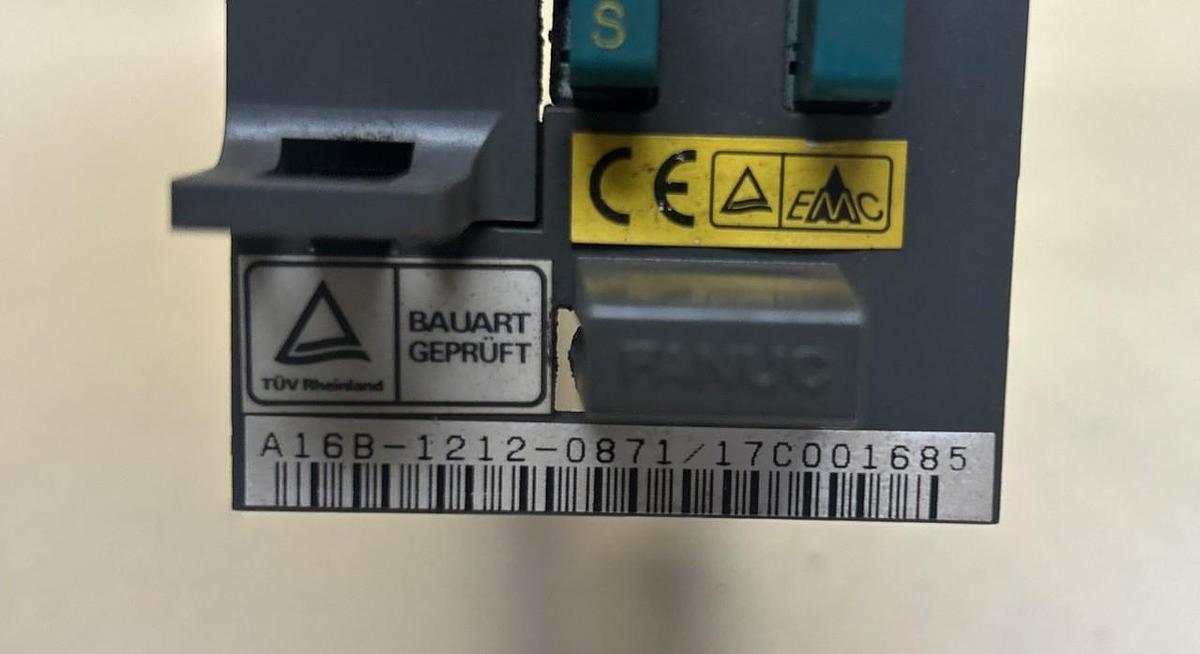 S
CE EMC
BAUART
GEPRÜFT
TÜV Rheinland
FANUC
A16B-1212-0871/17C001685